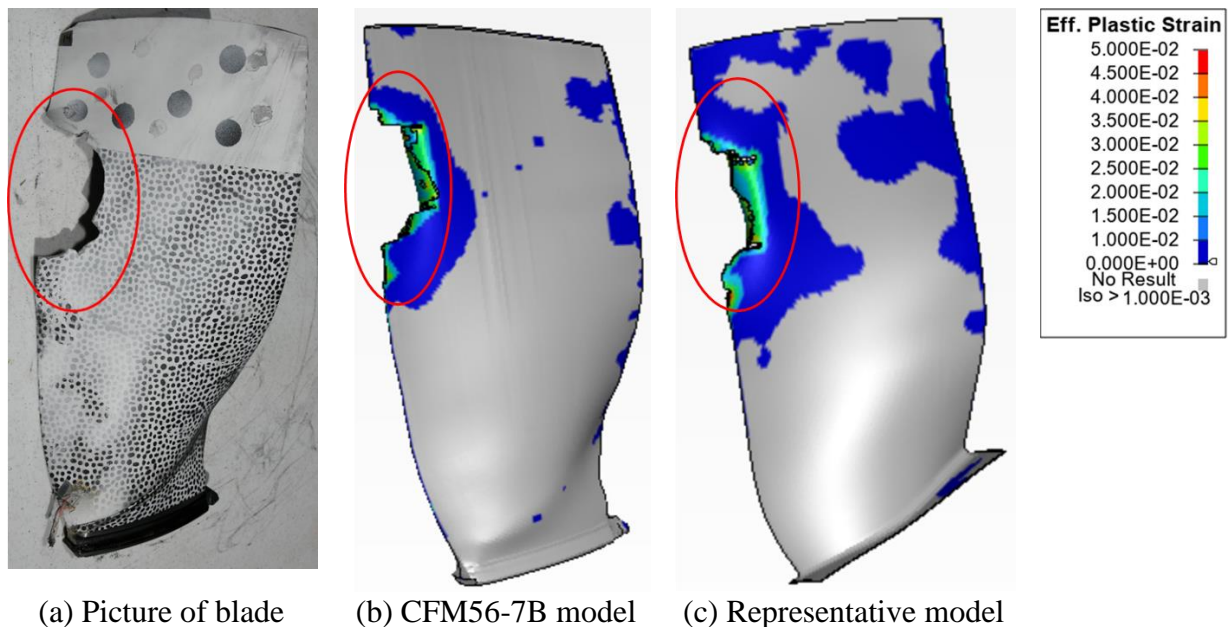 Eff. Plastic Strain
5.000E-02
4.500E-02
4.000E-02
3.500E-02
3.000E-02
2.500E-02
2.000E-02
1.500E-02
1.000E-02
0.000E+00
No Result
Iso > 1.000E-03
(a) Picture of blade
(b) CFM56-7B model
(c) Representative model